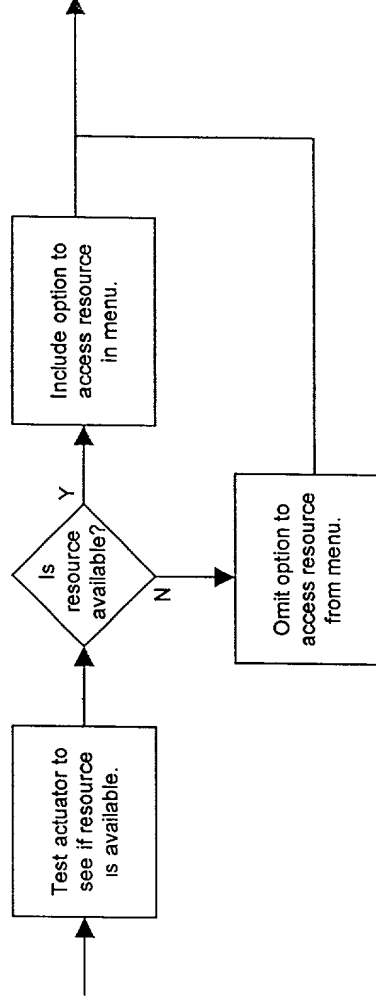 Test actuator to
see if resource
is available.
Is
resource
available?
Y
N
Include option to
access resource
in menu.
Omit option to
access resource
from menu.